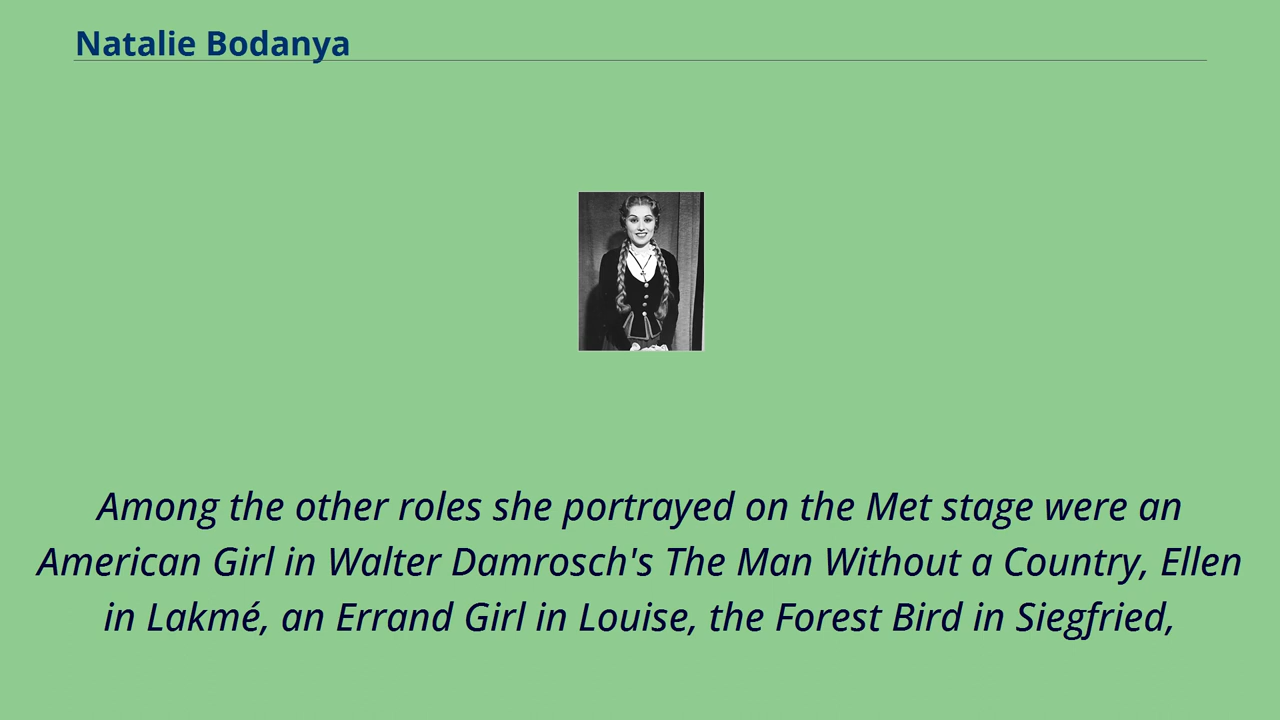 Natalie Bodanya
Among the other roles she portrayed on the Met stage were an
American Girl in Walter Damrosch's The Man Without a Country, Ellen
in Lakmé, an Errand Girl in Louise, the Forest Bird in Siegfried,